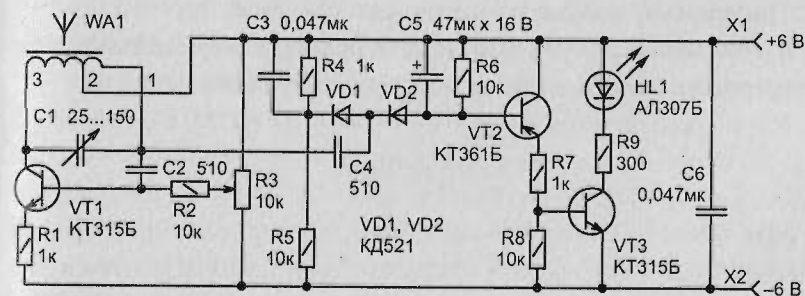 WA1
C3 0,047мк
C5 47мк x 16 В
X1
+6 В
R4 1к
R6
10к
3
2
1
+
VD1
VD2
HL1
АЛ307Б
C1 25...150
VT2
КТ361Б
R9
300
C2 510
C4
510
R7
1к
C6
0,047мк
R3
10к
R2
10к
VT1
КТ315Б
VD1, VD2
КД521
R1
1к
R5
10к
R8
10к
VT3
КТ315Б
X2
–6 В